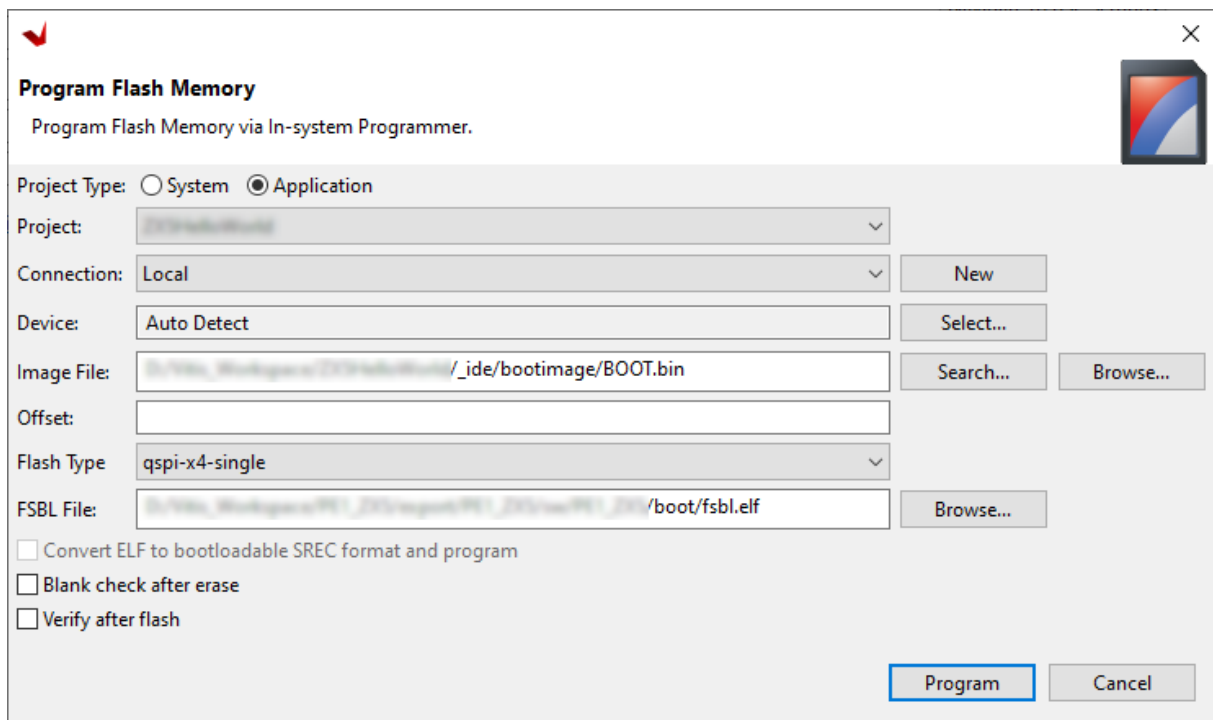 Program Flash Memory
Program Flash Memory via In-system Programmer.
Project Type: System Application
Project:
Connection: Local New
Device: Auto Detect Select...
Image File: /_ide/bootimage/BOOT.bin Search... Browse...
Offset:
Flash Type qspi-x4-single
FSBL File: /boot/fsbl.elf Browse...
Convert ELF to bootloadable SREC format and program
Blank check after erase
Verify after flash
Program Cancel